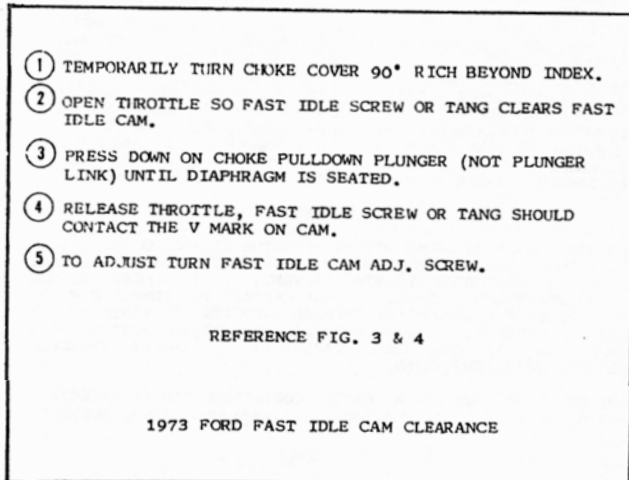 1 TEMPORARILY TURN CHOKE COVER 90° RICH BEYOND INDEX.
2 OPEN THROTTLE SO FAST IDLE SCREW OR TANG CLEARS FAST
IDLE CAM.
3 PRESS DOWN ON CHOKE PULLDOWN PLUNGER (NOT PLUNGER
LINK) UNTIL DIAPHRAGM IS SEATED.
4 RELEASE THROTTLE, FAST IDLE SCREW OR TANG SHOULD
CONTACT THE V MARK ON CAM.
5 TO ADJUST TURN FAST IDLE CAM ADJ. SCREW.
REFERENCE FIG. 3 & 4
1973 FORD FAST IDLE CAM CLEARANCE